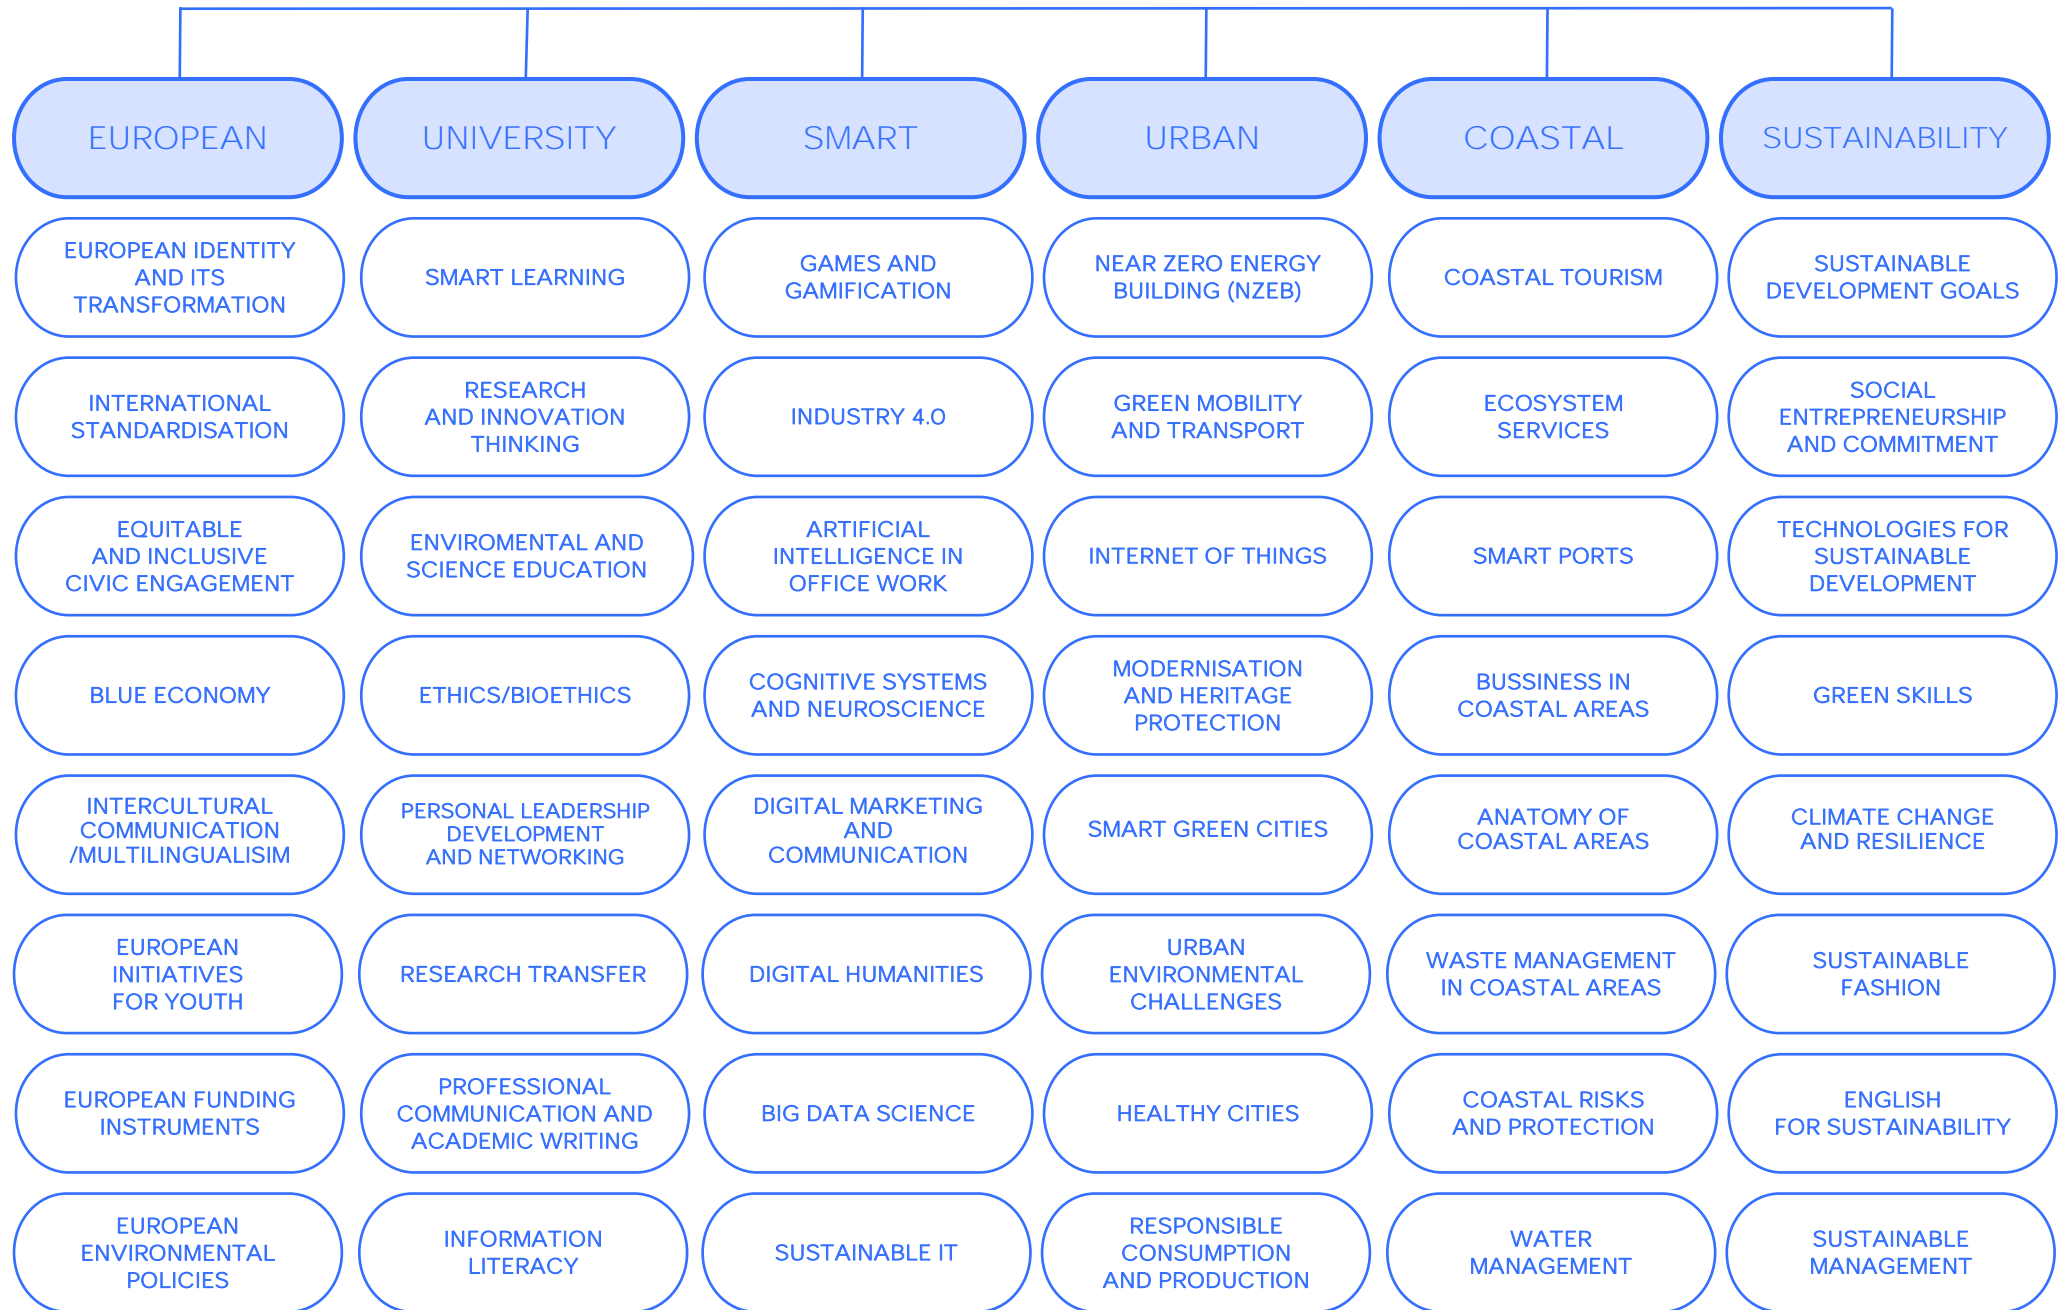 EUROPEAN
UNIVERSITY
SMART
URBAN
COASTAL
SUSTAINABILITY
EUROPEAN IDENTITY
AND ITS
TRANSFORMATION
SMART LEARNING
GAMES AND
GAMIFICATION
NEAR ZERO ENERGY
BUILDING (NZEB)
COASTAL TOURISM
SUSTAINABLE
DEVELOPMENT GOALS
INTERNATIONAL
STANDARDISATION
RESEARCH
AND INNOVATION
THINKING
INDUSTRY 4.0
GREEN MOBILITY
AND TRANSPORT
ECOSYSTEM
SERVICES
SOCIAL
ENTREPRENEURSHIP
AND COMMITMENT
EQUITABLE
AND INCLUSIVE
CIVIC ENGAGEMENT
ENVIROMENTAL AND
SCIENCE EDUCATION
ARTIFICIAL
INTELLIGENCE IN
OFFICE WORK
INTERNET OF THINGS
SMART PORTS
TECHNOLOGIES FOR
SUSTAINABLE
DEVELOPMENT
BLUE ECONOMY
ETHICS/BIOETHICS
COGNITIVE SYSTEMS
AND NEUROSCIENCE
MODERNISATION
AND HERITAGE
PROTECTION
BUSSINESS IN
COASTAL AREAS
GREEN SKILLS
INTERCULTURAL
COMMUNICATION
/MULTILINGUALISIM
PERSONAL LEADERSHIP
DEVELOPMENT
AND NETWORKING
DIGITAL MARKETING
AND
COMMUNICATION
SMART GREEN CITIES
ANATOMY OF
COASTAL AREAS
CLIMATE CHANGE
AND RESILIENCE
EUROPEAN
INITIATIVES
FOR YOUTH
RESEARCH TRANSFER
DIGITAL HUMANITIES
URBAN
ENVIRONMENTAL
CHALLENGES
WASTE MANAGEMENT
IN COASTAL AREAS
SUSTAINABLE
FASHION
EUROPEAN FUNDING
INSTRUMENTS
PROFESSIONAL
COMMUNICATION AND
ACADEMIC WRITING
BIG DATA SCIENCE
HEALTHY CITIES
COASTAL RISKS
AND PROTECTION
ENGLISH
FOR SUSTAINABILITY
EUROPEAN
ENVIRONMENTAL
POLICIES
INFORMATION
LITERACY
SUSTAINABLE IT
RESPONSIBLE
CONSUMPTION
AND PRODUCTION
WATER
MANAGEMENT
SUSTAINABLE
MANAGEMENT